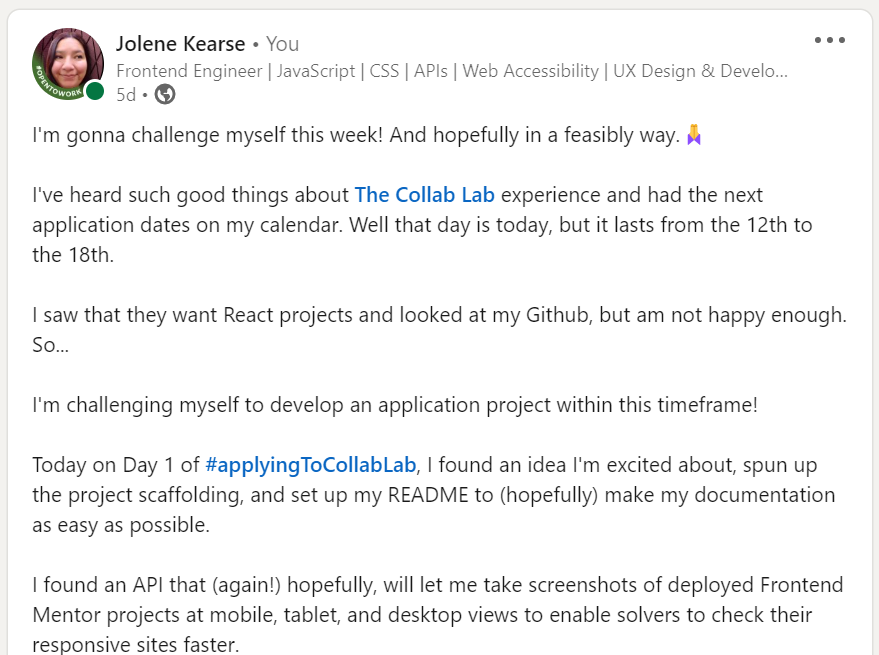 Jolene Kearse • You
Frontend Engineer | JavaScript | CSS | APIs | Web Accessibility | UX Design & Develo...
#OPENTOWORK
5d •
I'm gonna challenge myself this week! And hopefully in a feasibly way.
I've heard such good things about The Collab Lab experience and had the next
application dates on my calendar. Well that day is today, but it lasts from the 12th to
the 18th.
I saw that they want React projects and looked at my Github, but am not happy enough.
So...
I'm challenging myself to develop an application project within this timeframe!
Today on Day 1 of #applyingToCollabLab, I found an idea I'm excited about, spun up
the project scaffolding, and set up my README to (hopefully) make my documentation
as easy as possible.
I found an API that (again!) hopefully, will let me take screenshots of deployed Frontend
Mentor projects at mobile, tablet, and desktop views to enable solvers to check their
responsive sites faster.